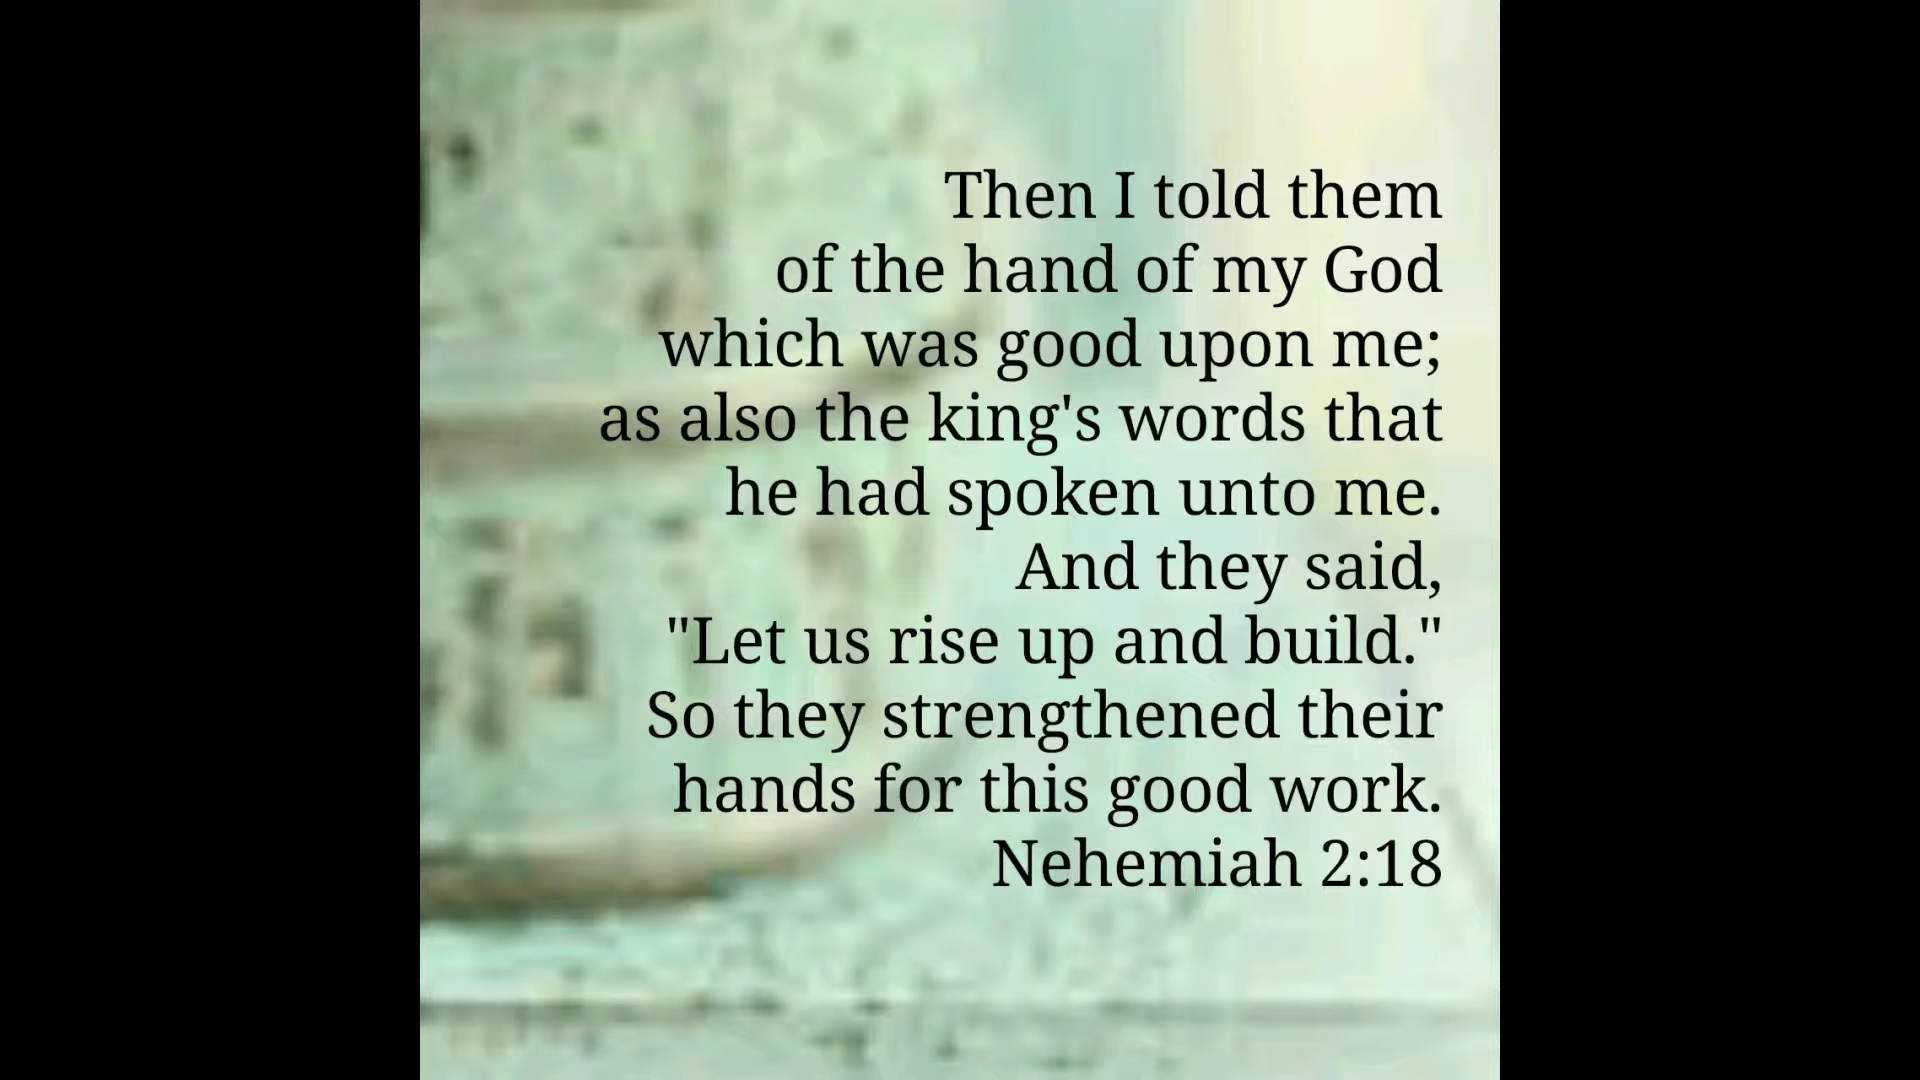 Then I told them
of the hand of my God
which was good upon me;
as also the king's words that
he had spoken unto me.
And they said,
"Let us rise up and build."
So they strengthened their
hands for this good work.
Nehemiah 2:18